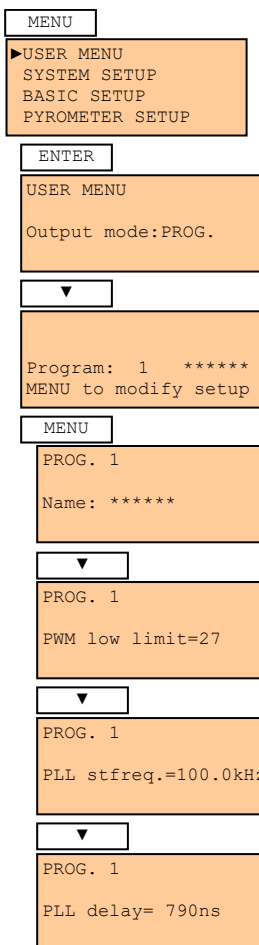 MENU
►USER MENU
SYSTEM SETUP
BASIC SETUP
PYROMETER SETUP
ENTER
USER MENU
Output mode:PROG.
▼
Program: 1 ******
MENU to modify setup
MENU
PROG. 1
Name: ******
▼
PROG. 1
PWM low limit=27
▼
PROG. 1
PLL stfreq.=100.0kHz
▼
PROG. 1
PLL delay= 790ns